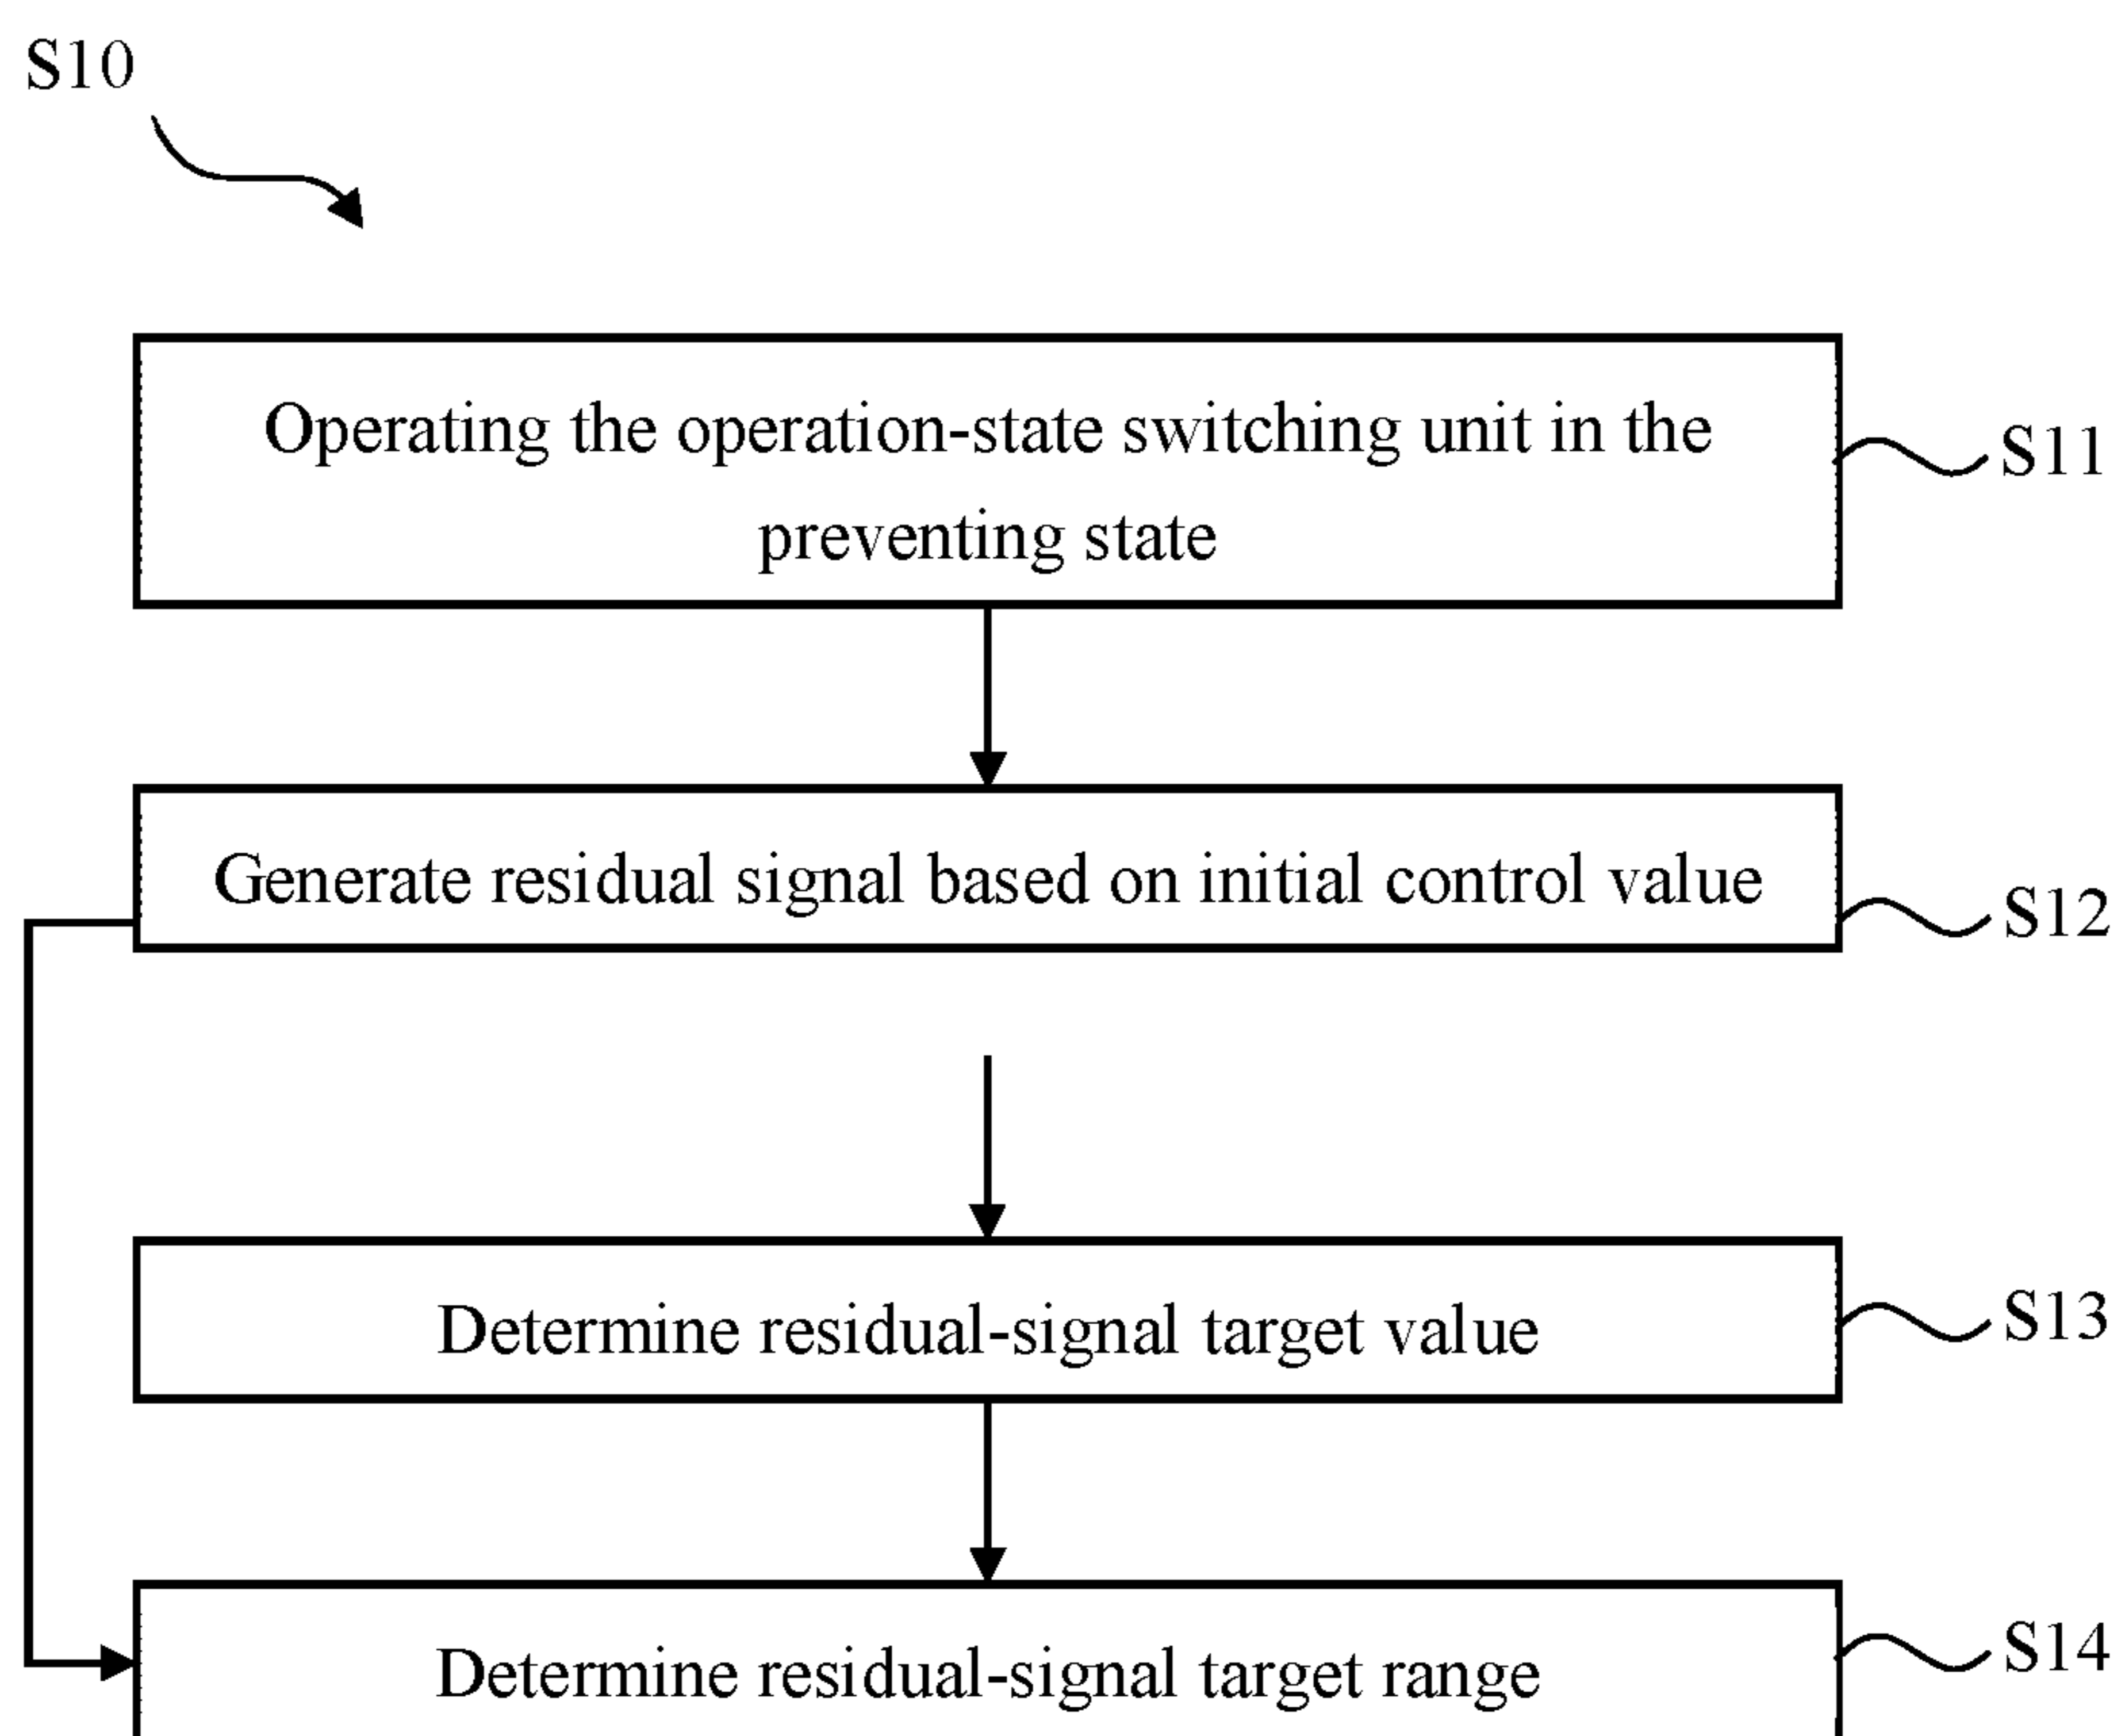 S10
Operating the operation-state switching unit in the
preventing state
S11
Generate residual signal based on initial control value
S12
Determine residual-signal target value
S13
Determine residual-signal target range
S14